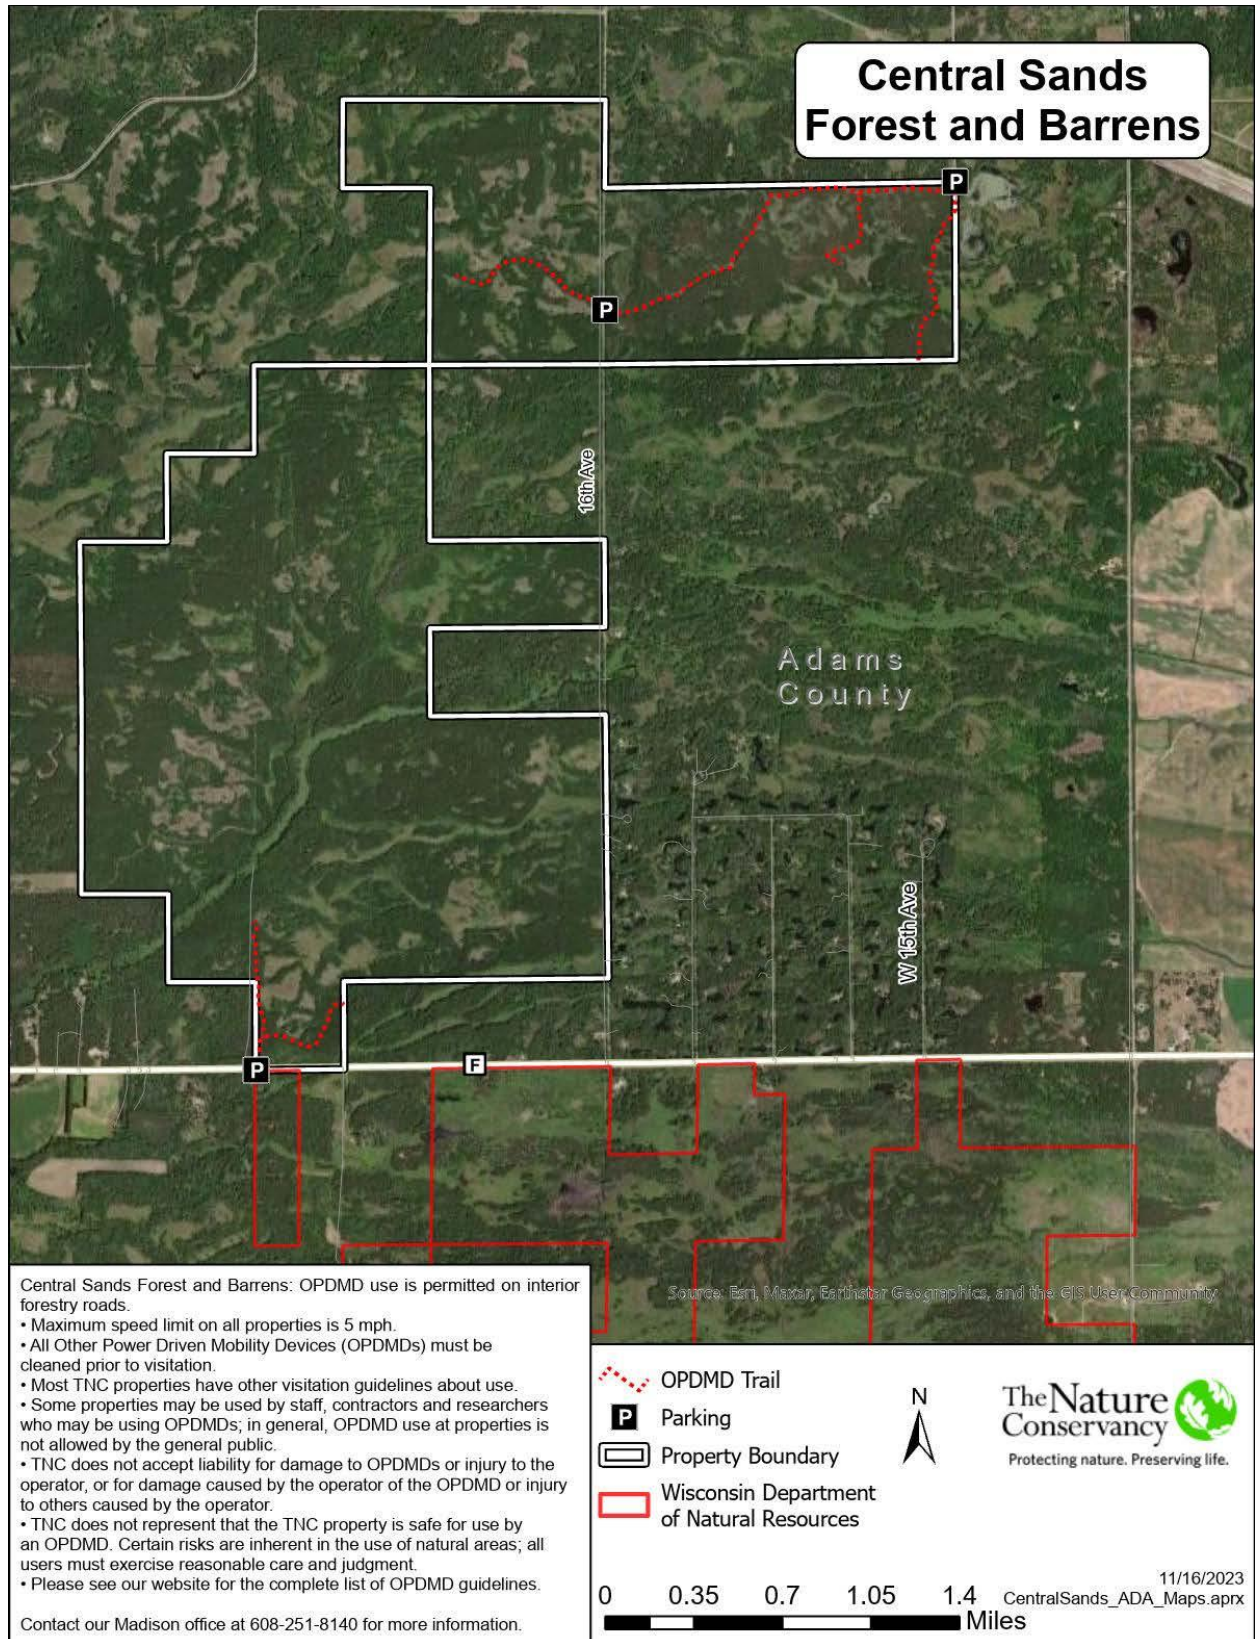 Central Sands
Forest and Barrens
P
P
16th Ave
Adams
County
W 15th Ave
P
F
Source: Esri, Maxar, Earthstar Geographics, and the GIS User Community
Central Sands Forest and Barrens: OPDMD use is permitted on interior
forestry roads.
• Maximum speed limit on all properties is 5 mph.
• All Other Power Driven Mobility Devices (OPDMDs) must be
cleaned prior to visitation.
• Most TNC properties have other visitation guidelines about use.
• Some properties may be used by staff, contractors and researchers
who may be using OPDMDs; in general, OPDMD use at properties is
not allowed by the general public.
• TNC does not accept liability for damage to OPDMDs or injury to the
operator, or for damage caused by the operator of the OPDMD or injury
to others caused by the operator.
• TNC does not represent that the TNC property is safe for use by
an OPDMD. Certain risks are inherent in the use of natural areas; all
users must exercise reasonable care and judgment.
• Please see our website for the complete list of OPDMD guidelines.
Contact our Madison office at 608-251-8140 for more information.
OPDMD Trail
P Parking
Property Boundary
Wisconsin Department
of Natural Resources
N
The Nature
Conservancy
Protecting nature. Preserving life.
0 0.35 0.7 1.05 1.4
Miles
11/16/2023
CentralSands_ADA_Maps.aprx